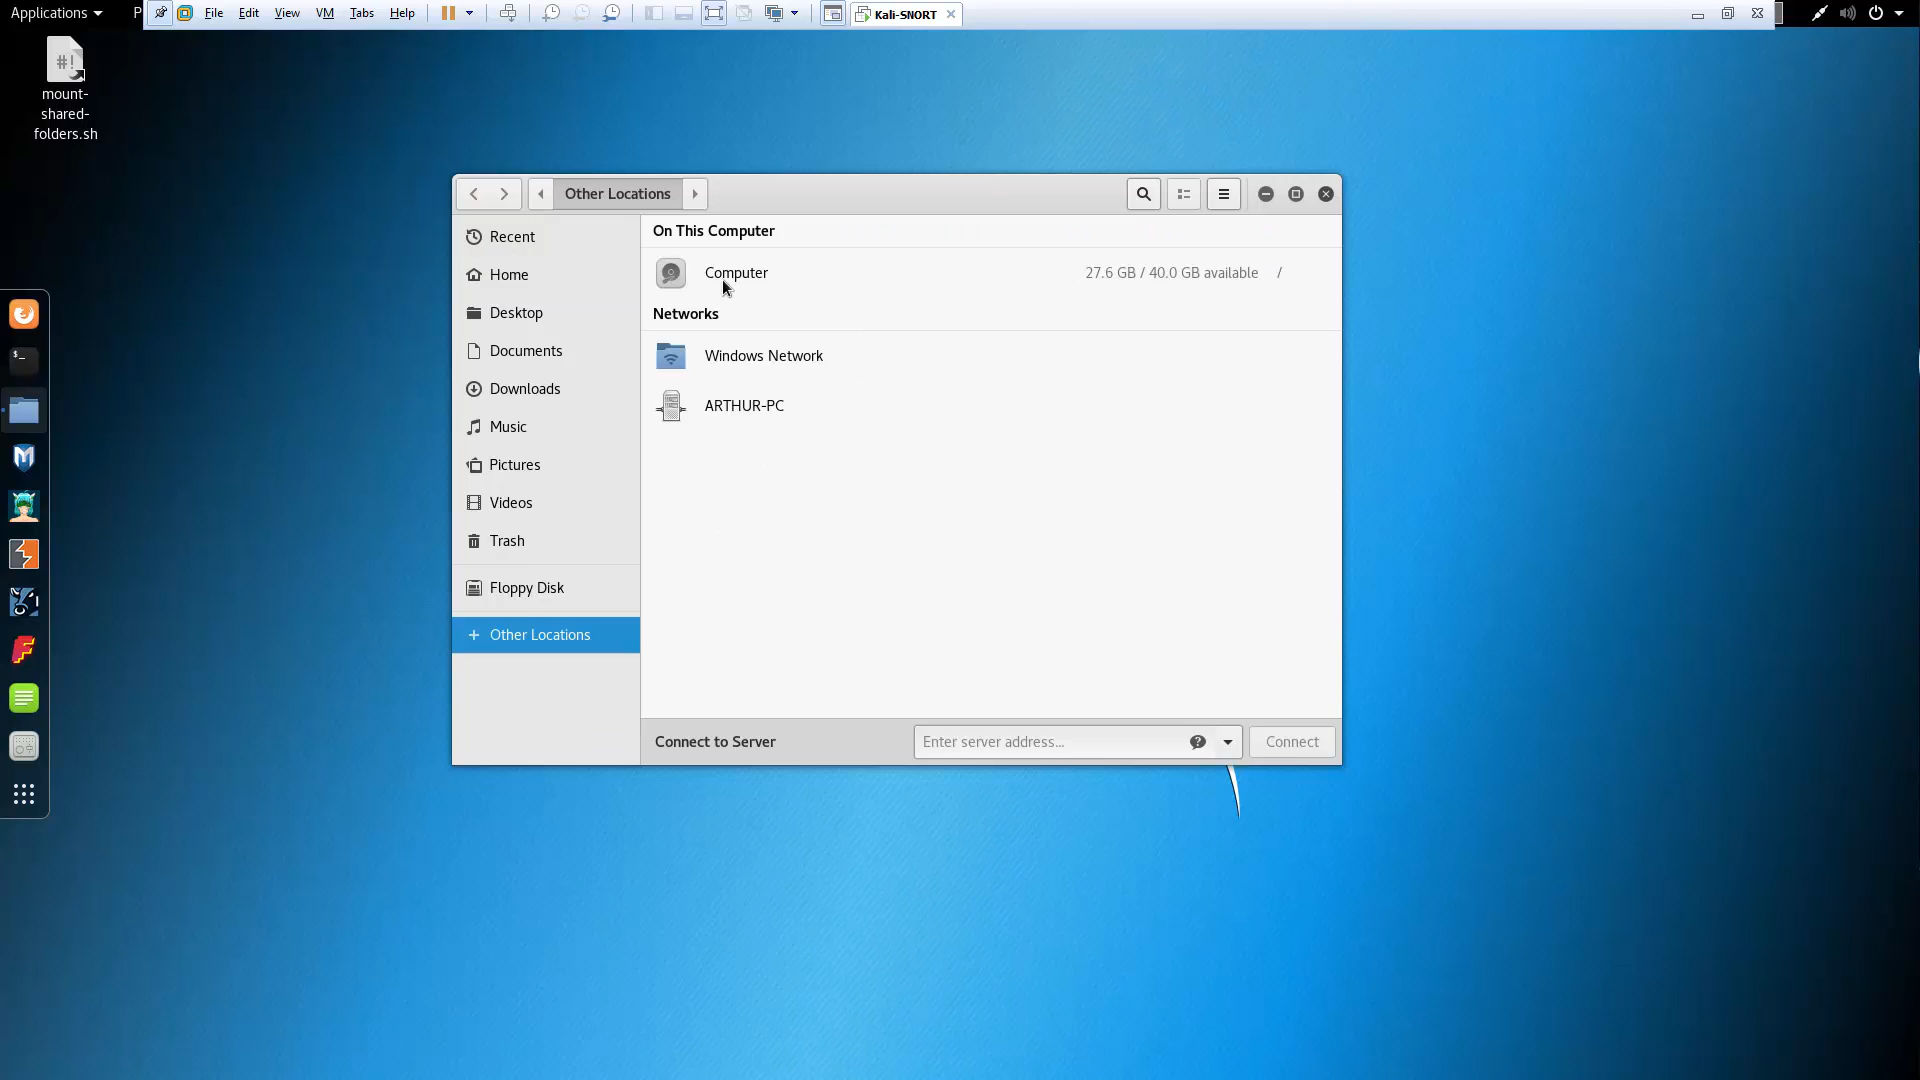 Applications
P
File Edit View VM Tabs Help
Kali-SNORT
#!
mount-
shared-
folders.sh
Other Locations
Recent
Home
Desktop
Documents
Downloads
Music
Pictures
Videos
Trash
Floppy Disk
+ Other Locations
On This Computer
Computer 27.6 GB / 40.0 GB available /
Networks
Windows Network
ARTHUR-PC
Connect to Server Enter server address... Connect